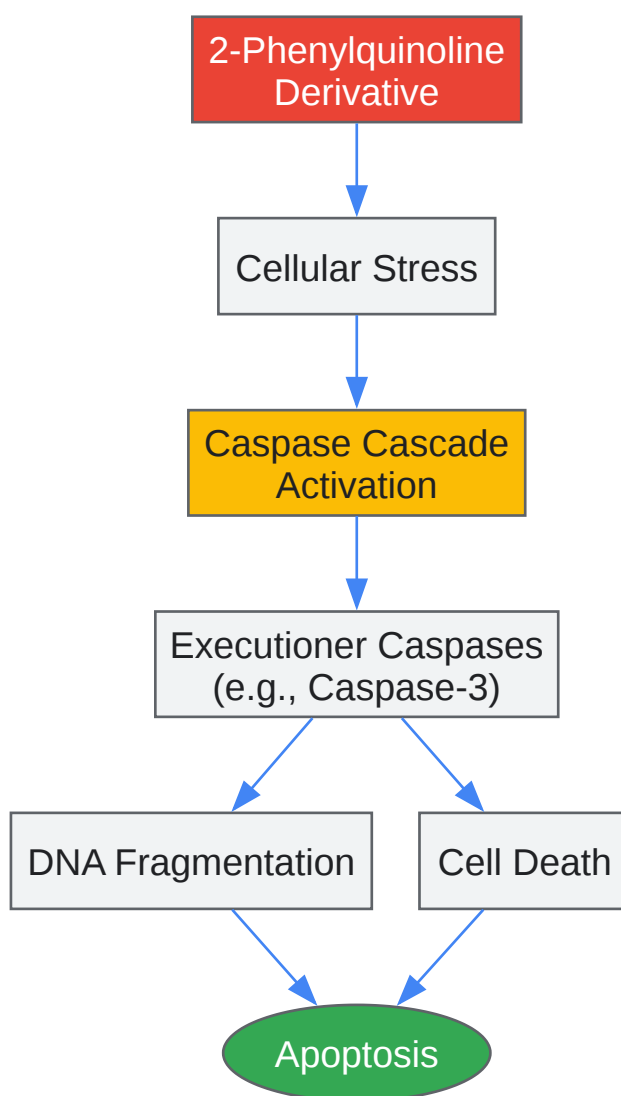 2-Phenylquinoline
Derivative
Cellular Stress
Caspase Cascade
Activation
Executioner Caspases
(e.g., Caspase-3)
DNA Fragmentation
Cell Death
Apoptosis